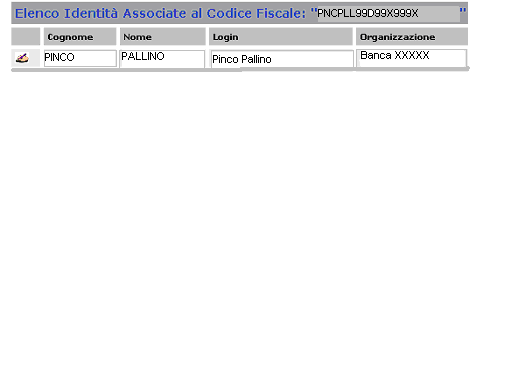 Elenco Identità Associate al Codice Fiscale: "PNCPLL99D99X999X"
Cognome Nome Login Organizzazione
PINCO PALLINO Pinco Pallino Banca XXXXX